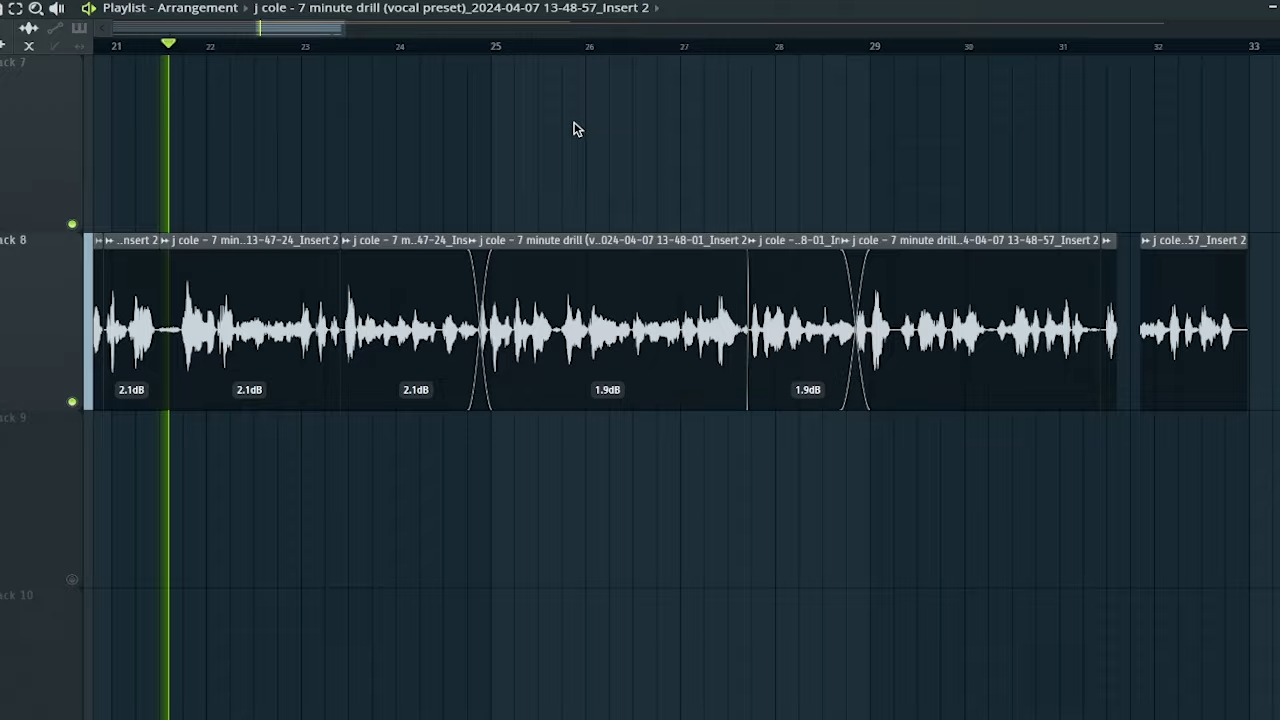 Playlist - Arrangement › j cole - 7 minute drill (vocal preset)_2024-04-07 13-48-57_Insert 2 ›
21 22 23 24 25 26 27 28 29 30 31 32 33
ack 7
ack 8
..nsert 2 j cole - 7 min..13-47-24_Insert 2 j cole - 7 m..47-24_Ins j cole - 7 minute drill (v..024-04-07 13-48-01_Insert 2 j cole -..8-01_In j cole - 7 minute drill..4-04-07 13-48-57_Insert 2 j cole..57_Insert 2
2.1dB 2.1dB 2.1dB 1.9dB 1.9dB
ack 9
ack 10